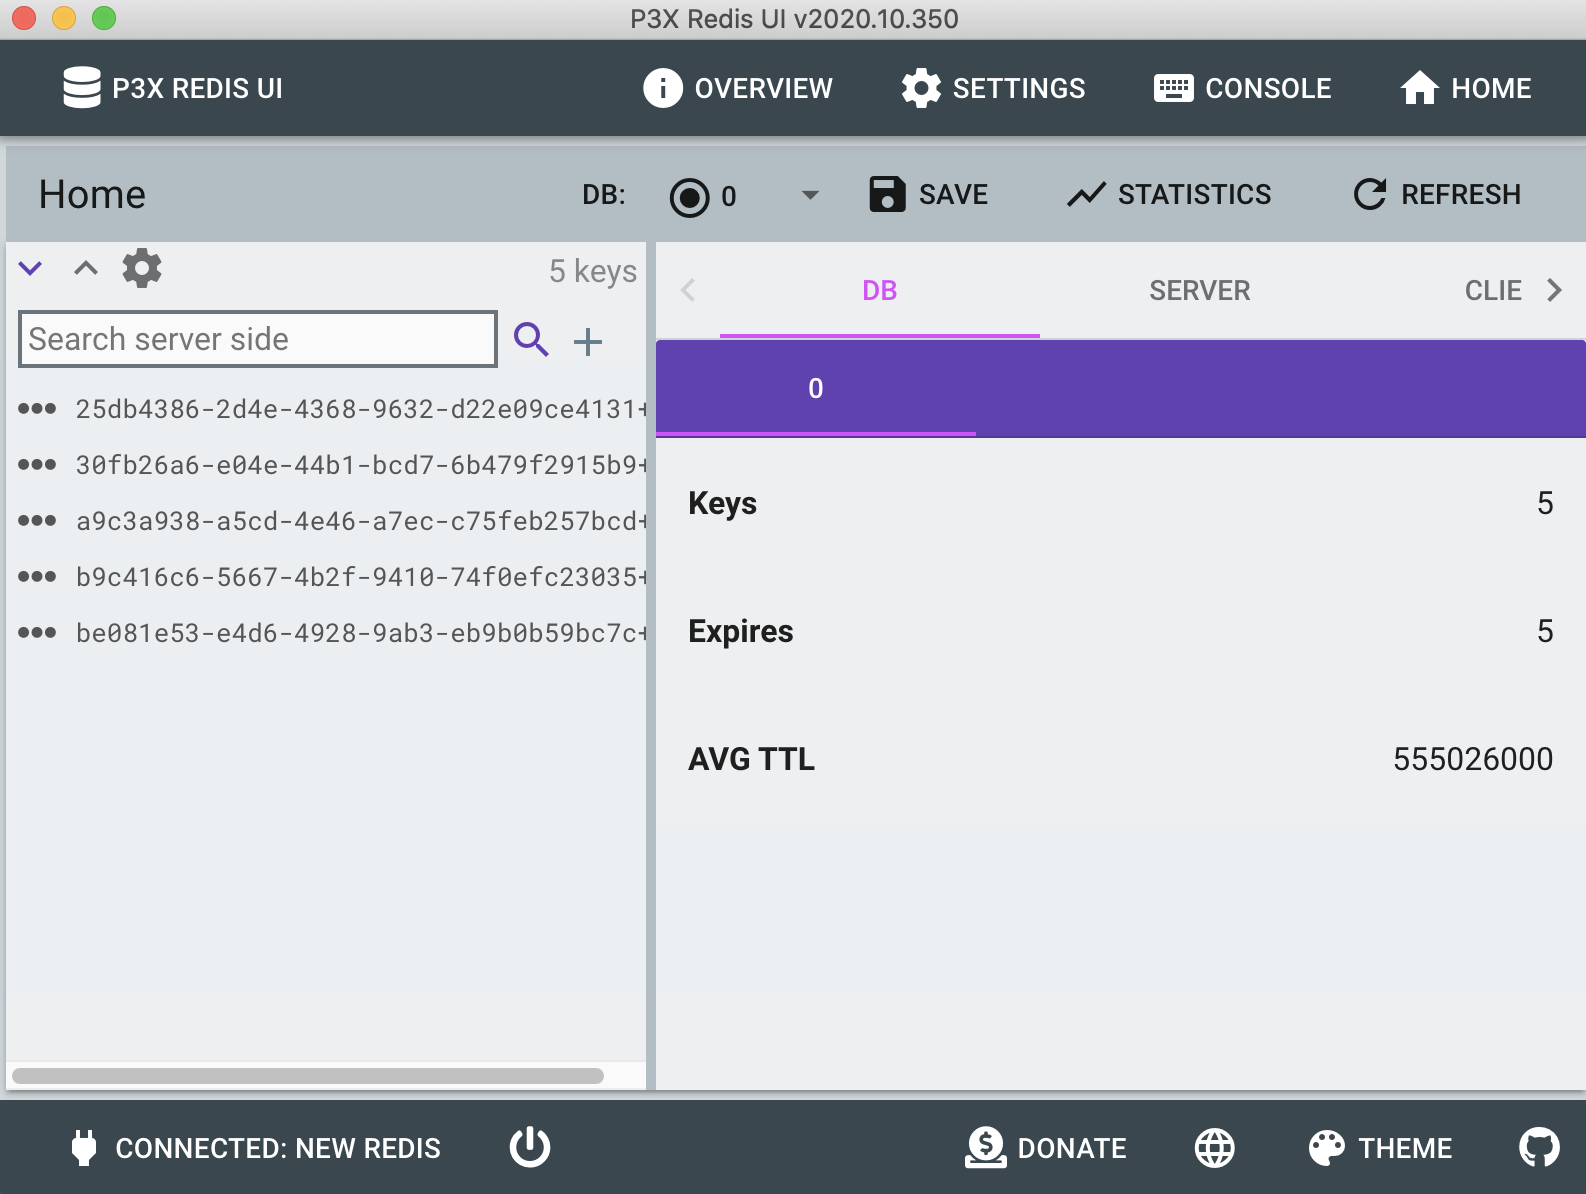 P3X Redis UI v2020.10.350
P3X REDIS UI
OVERVIEW
SETTINGS
CONSOLE
HOME
Home
DB:
0
SAVE
STATISTICS
REFRESH
5 keys
Search server side
25db4386-2d4e-4368-9632-d22e09ce4131+
30fb26a6-e04e-44b1-bcd7-6b479f2915b9+
a9c3a938-a5cd-4e46-a7ec-c75feb257bcd+
b9c416c6-5667-4b2f-9410-74f0efc23035+
be081e53-e4d6-4928-9ab3-eb9b0b59bc7c+
DB
SERVER
CLIE
0
Keys 5
Expires 5
AVG TTL 555026000
CONNECTED: NEW REDIS
DONATE
THEME